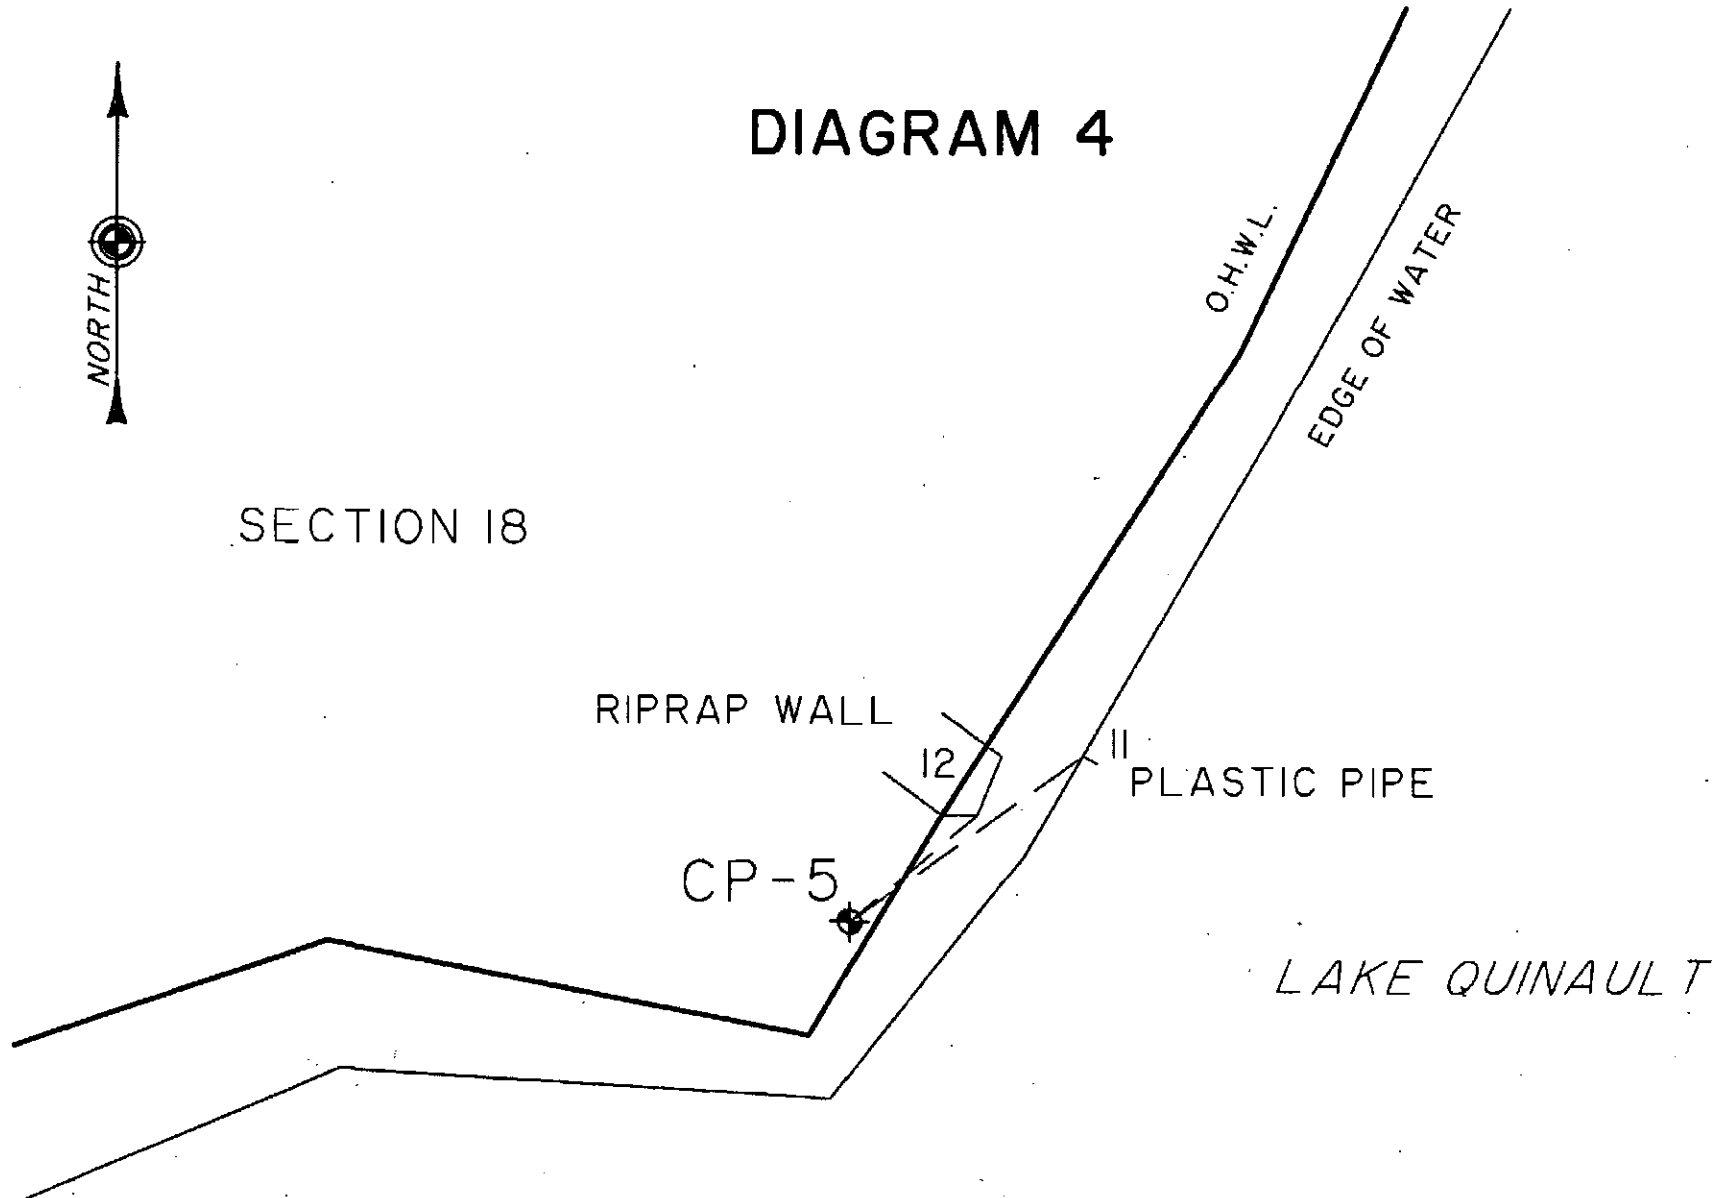 DIAGRAM 4
NORTH
O.H.W.L.
EDGE OF WATER
SECTION 18
RIPRAP WALL
12
11
PLASTIC PIPE
CP-5
LAKE QUINAULT